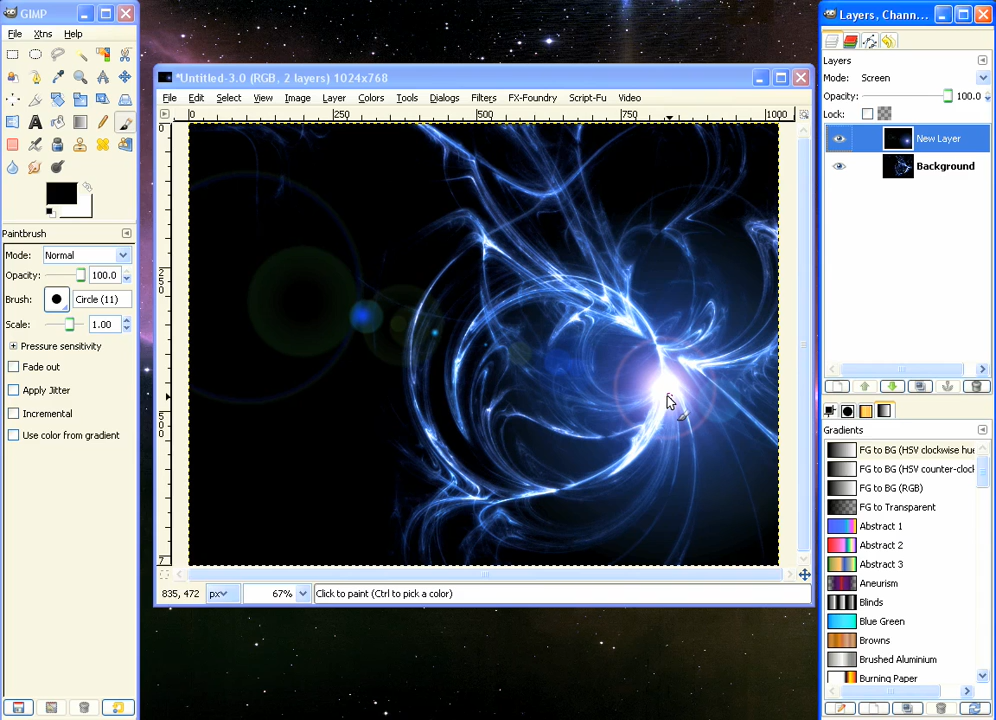 GIMP
File Xtns Help
Paintbrush
Mode: Normal
Opacity: 100.0
Brush: Circle (11)
Scale: 1.00
Pressure sensitivity
Fade out
Apply Jitter
Incremental
Use color from gradient
*Untitled-3.0 (RGB, 2 layers) 1024x768
File Edit Select View Image Layer Colors Tools Dialogs Filters FX-Foundry Script-Fu Video
0 250 500 750 1000
0
250
500
7
835, 472 px 67% Click to paint (Ctrl to pick a color)
Layers, Chann...
Layers
Mode: Screen
Opacity: 100.0
Lock:
New Layer
Background
Gradients
FG to BG (HSV clockwise hue
FG to BG (HSV counter-clock
FG to BG (RGB)
FG to Transparent
Abstract 1
Abstract 2
Abstract 3
Aneurism
Blinds
Blue Green
Browns
Brushed Aluminium
Burning Paper